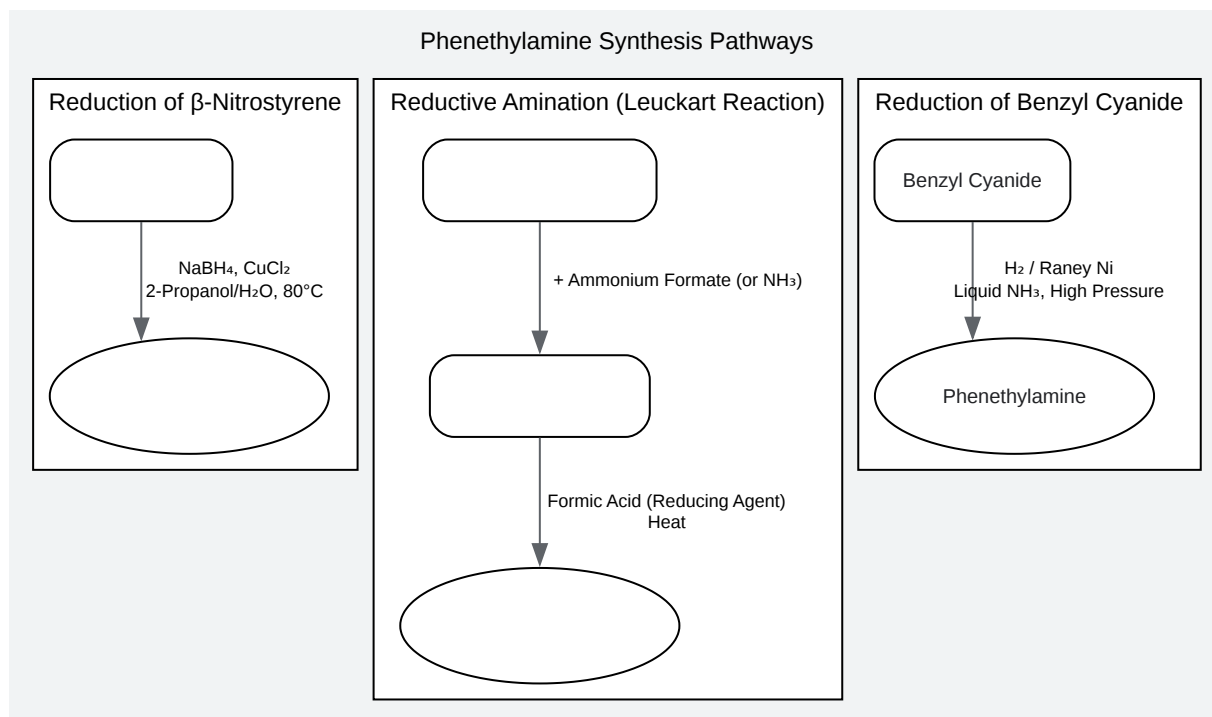 Phenethylamine Synthesis Pathways
Reduction of β-Nitrostyrene
NaBH₄, CuCl₂
2-Propanol/H₂O, 80°C
Reductive Amination (Leuckart Reaction)
+ Ammonium Formate (or NH₃)
Formic Acid (Reducing Agent)
Heat
Reduction of Benzyl Cyanide
Benzyl Cyanide
H₂ / Raney Ni
Liquid NH₃, High Pressure
Phenethylamine